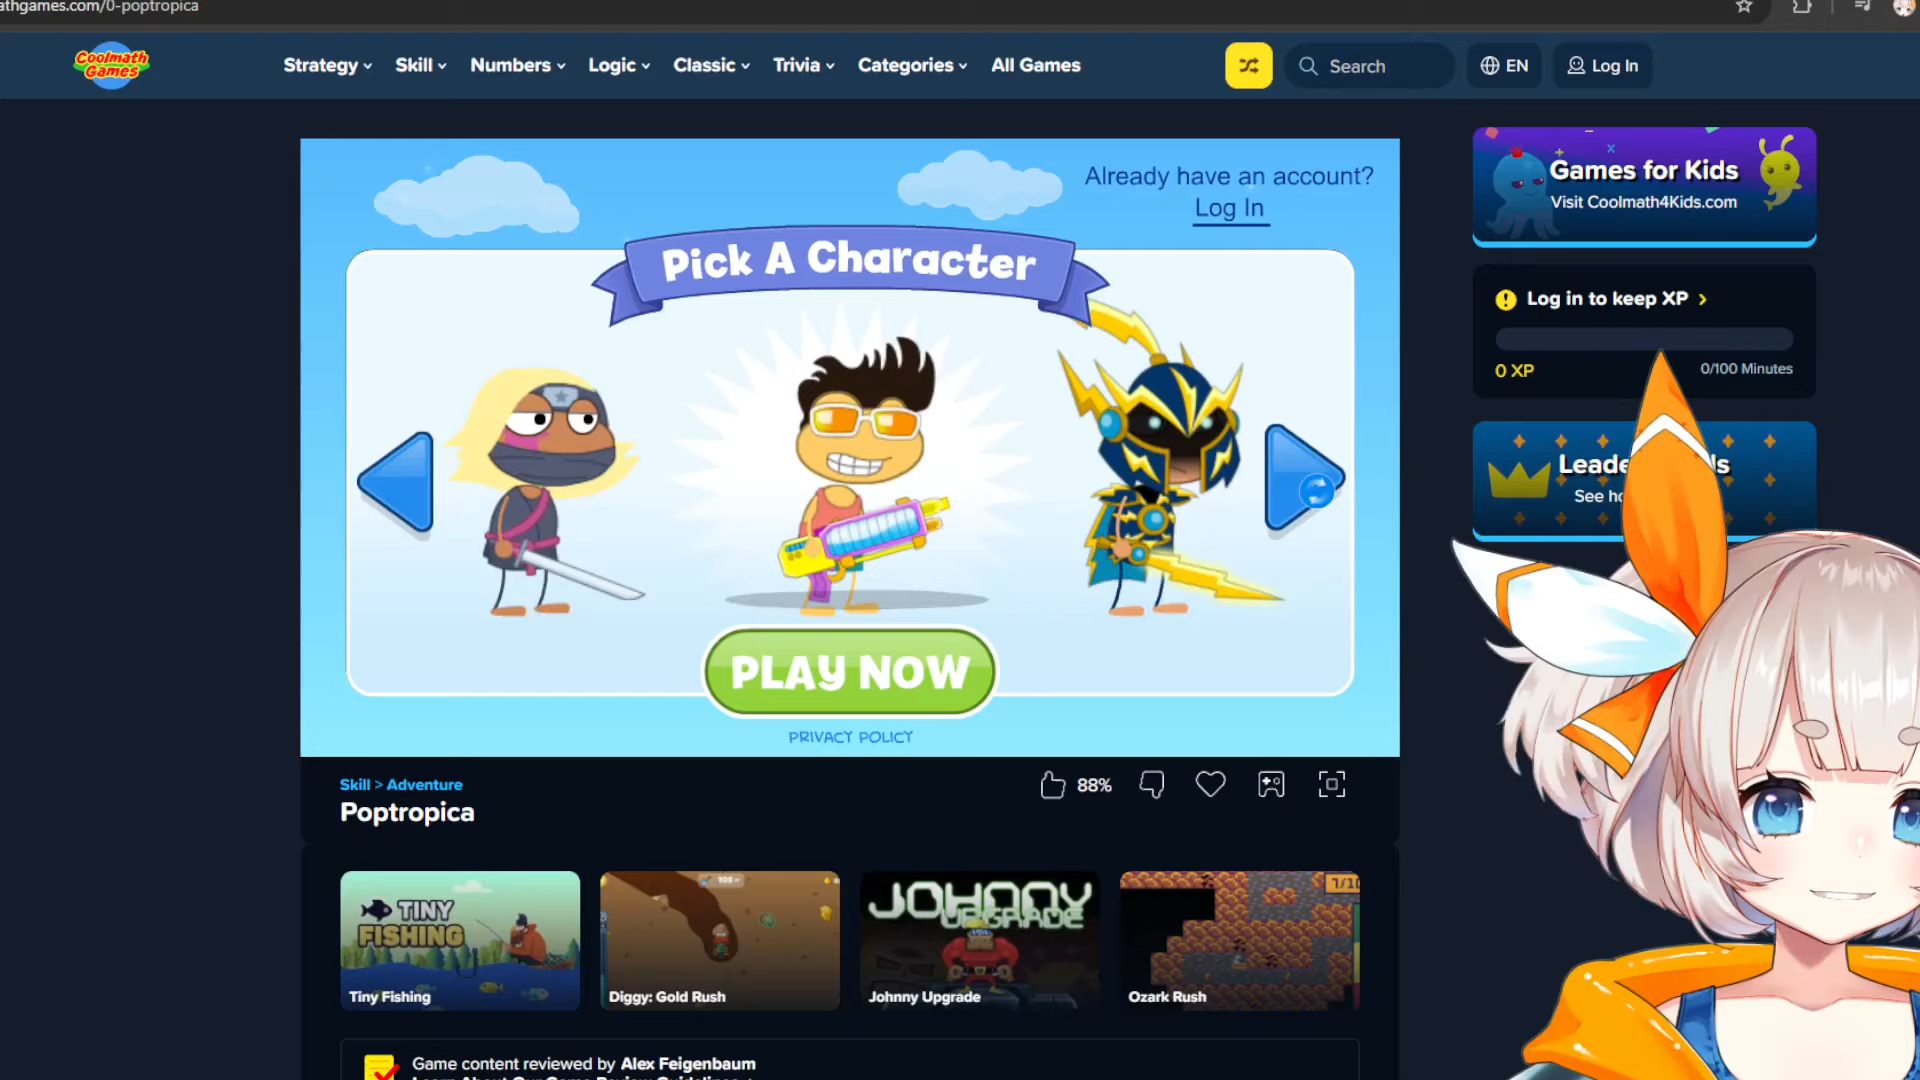 athgames.com/0-poptropica
Coolmath Games
Strategy Skill Numbers Logic Classic Trivia Categories All Games
Search
EN
Log In
Already have an account?
Log In
Pick A Character
PLAY NOW
PRIVACY POLICY
Games for Kids
Visit Coolmath4Kids.com
Log in to keep XP
0 XP
0/100 Minutes
Skill > Adventure
88%
Poptropica
TINY FISHING
Tiny Fishing
Diggy: Gold Rush
JOHNNY UPGRADE
Johnny Upgrade
Ozark Rush
Game content reviewed by Alex Feigenbaum